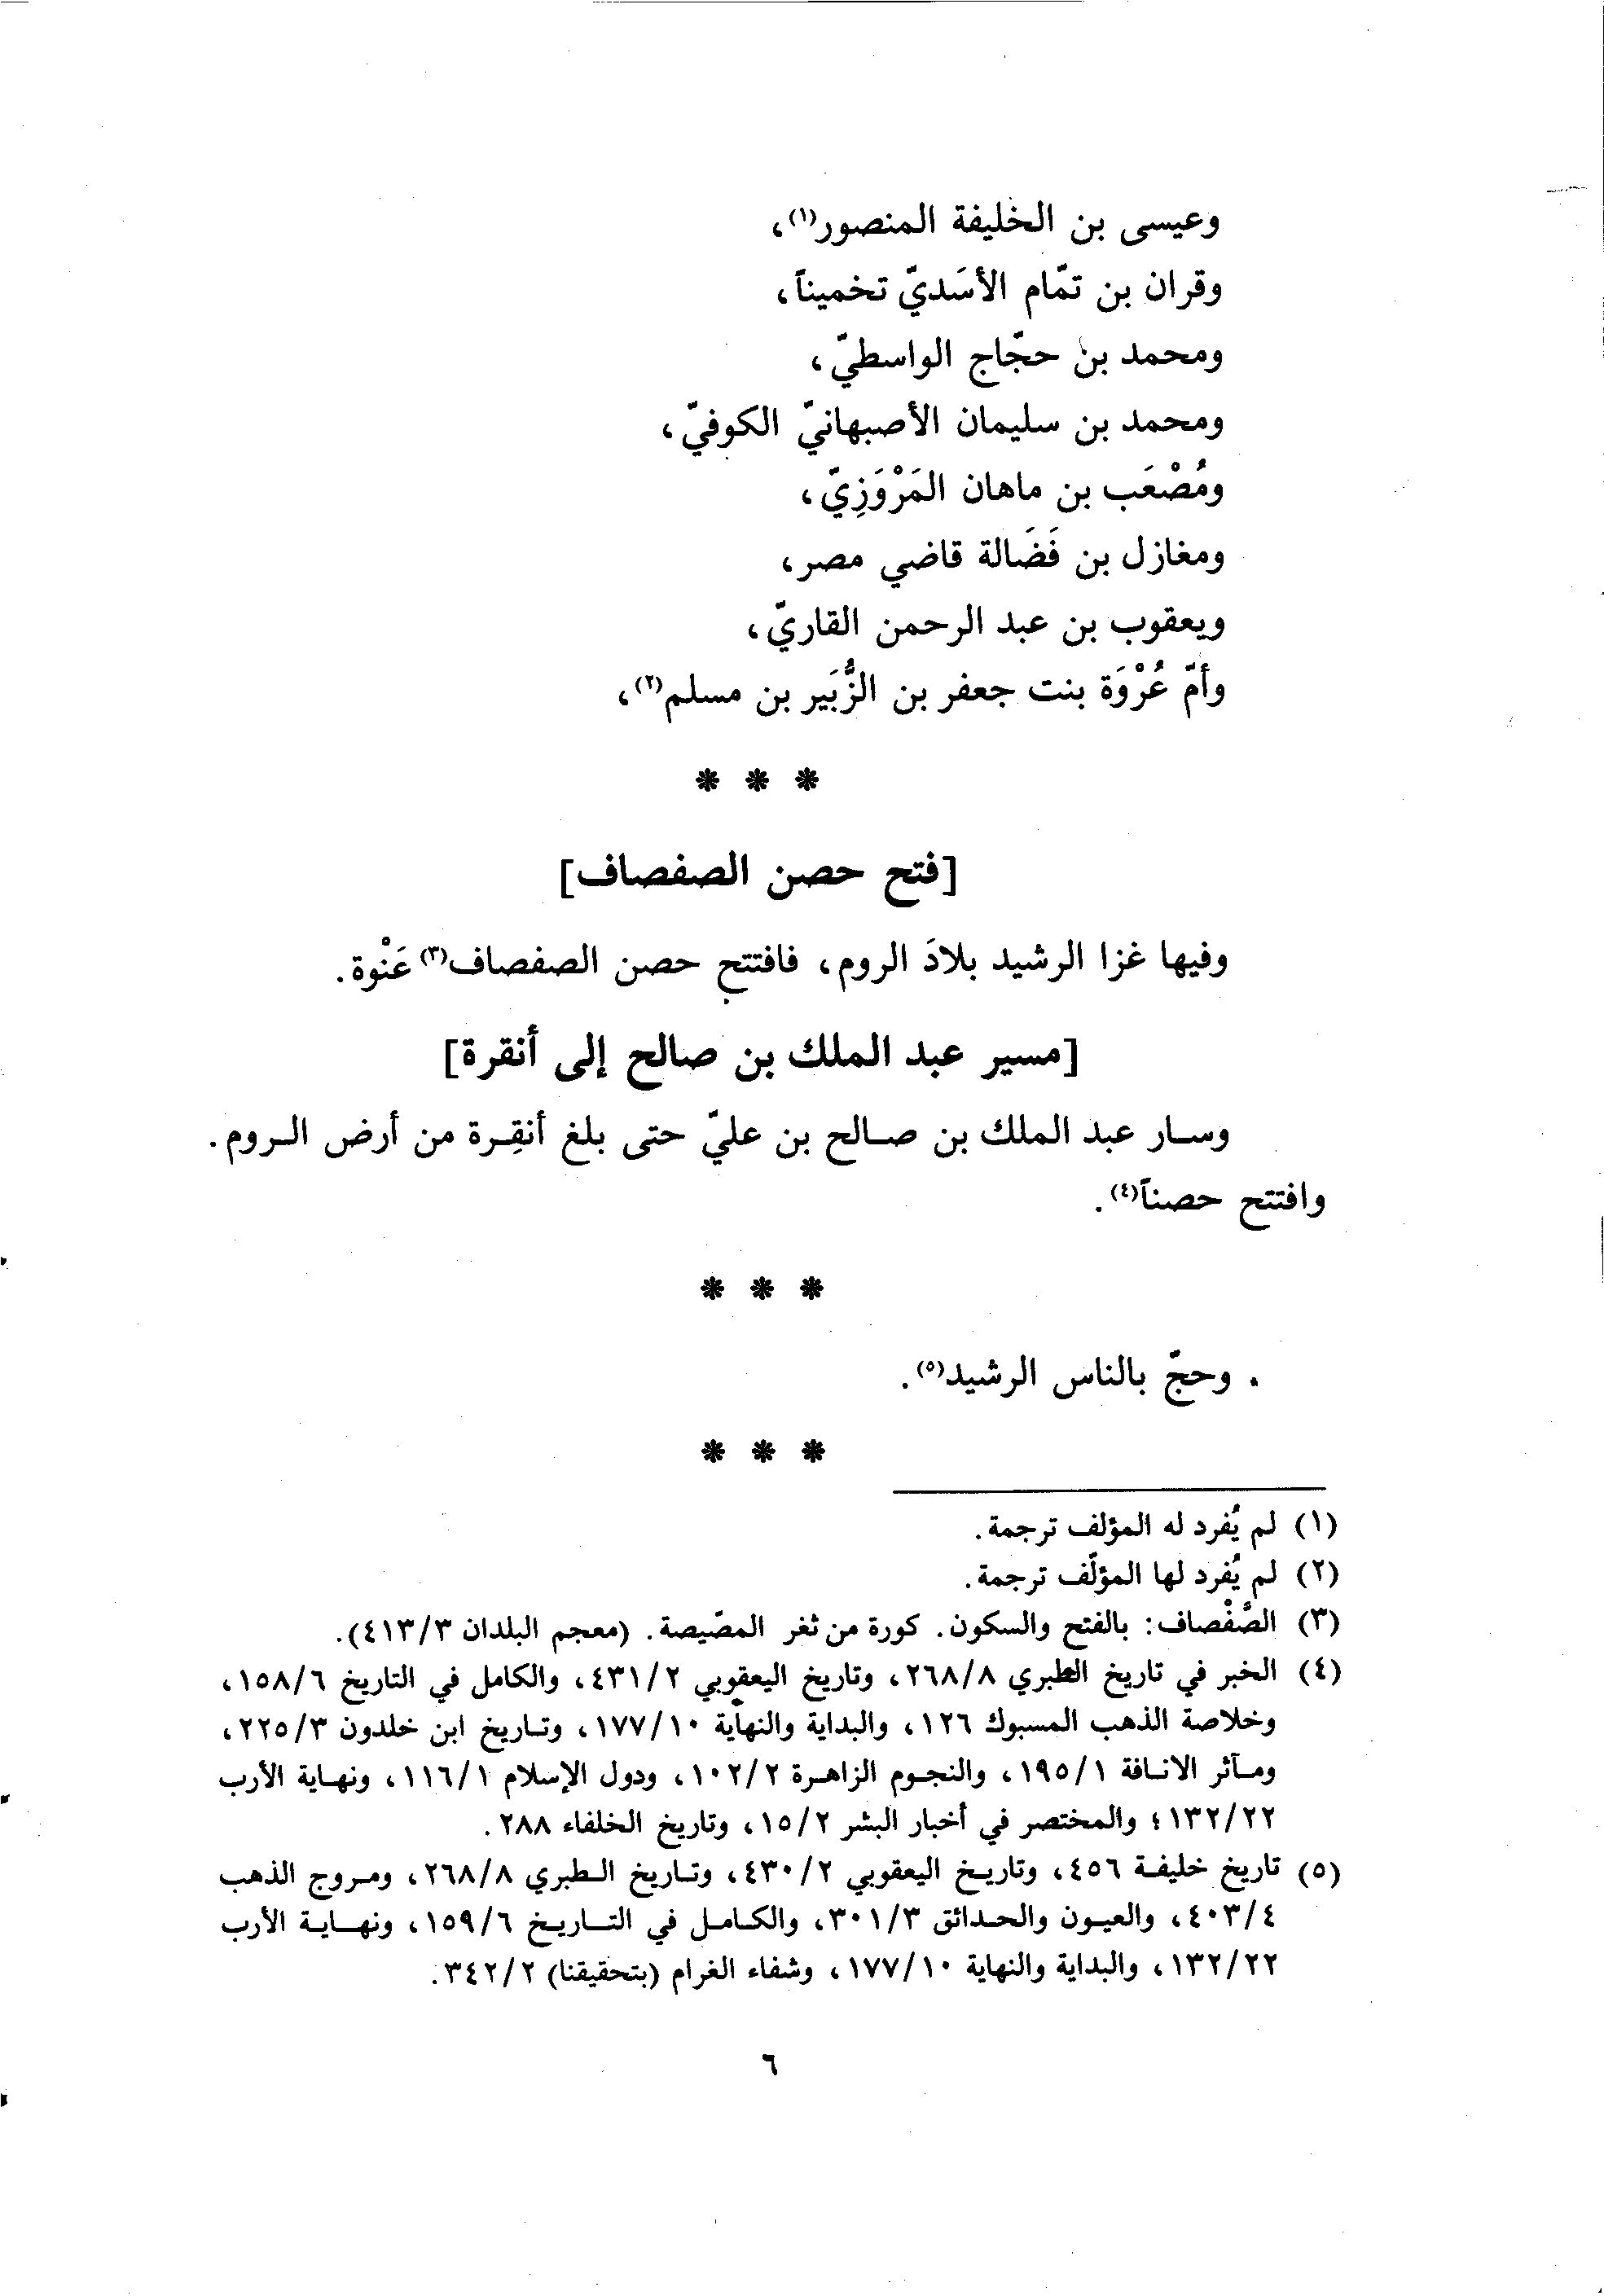 وعيسى بن الخليفة المنصور(١)،
وقران بن تمّام الأسَديّ تخميناً،
ومحمد بن حجّاج الواسطيّ،
ومحمد بن سليمان الأصبهانيّ الكوفيّ،
ومُصْعَب بن ماهان المَرْوَزِيّ،
ومغازل بن فَضَالة قاضي مصر،
ويعقوب بن عبد الرحمن القاريّ،
وأمّ عُرْوَة بنت جعفر بن الزُّبَير بن مسلم(٢)،
* * *
[فتح حصن الصفصاف]
وفيها غزا الرشيد بلادَ الروم، فافتتح حصن الصفصاف(٣) عَنْوة.
[مسير عبد الملك بن صالح إلى أنقرة]
وسار عبد الملك بن صالح بن عليّ حتى بلغ أنقِرة من أرض الروم.
وافتتح حصناً(٤).
* * *
. وحجّ بالناس الرشيد(٥).
* * *
(١) لم يُفرد له المؤلف ترجمة.
(٢) لم يُفرد لها المؤلّف ترجمة.
(٣) الصَّفْصاف: بالفتح والسكون. كورة من ثغر المصّيصة. (معجم البلدان ٤١٣/٣).
(٤) الخبر في تاريخ الطبري ٢٦٨/٨، وتاريخ اليعقوبي ٤٣١/٢، والكامل في التاريخ ١٥٨/٦،
وخلاصة الذهب المسبوك ١٢٦، والبداية والنهاية ١٧٧/١٠، وتاريخ ابن خلدون ٢٢٥/٣،
ومآثر الانافة ١٩٥/١، والنجوم الزاهرة ١٠٢/٢، ودول الإسلام ١١٦/١، ونهاية الأرب
١٣٢/٢٢؛ والمختصر في أخبار البشر ١٥/٢، وتاريخ الخلفاء ٢٨٨.
(٥) تاريخ خليفة ٤٥٦، وتاريخ اليعقوبي ٤٣٠/٢، وتاريخ الطبري ٢٦٨/٨، ومروج الذهب
٤٠٣/٤، والعيون والحدائق ٣٠١/٣، والكامل في التاريخ ١٥٩/٦، ونهاية الأرب
١٣٢/٢٢، والبداية والنهاية ١٧٧/١٠، وشفاء الغرام (بتحقيقنا) ٣٤٢/٢.
٦